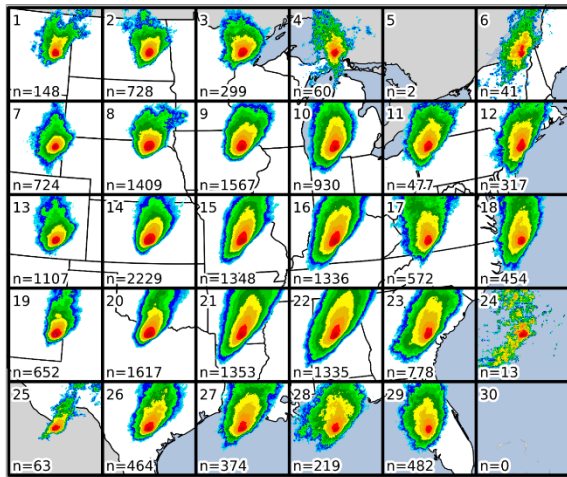 1 2 3 4 5 6
n=148 n=728 n=299 n=60 n=2 n=41
7 8 9 10 11 12
n=724 n=1409 n=1567 n=930 n=477 n=317
13 14 15 16 17 18
n=1107 n=2229 n=1348 n=1336 n=572 n=454
19 20 21 22 23 24
n=652 n=1617 n=1353 n=1335 n=778 n=13
25 26 27 28 29 30
n=63 n=464 n=374 n=219 n=482 n=0